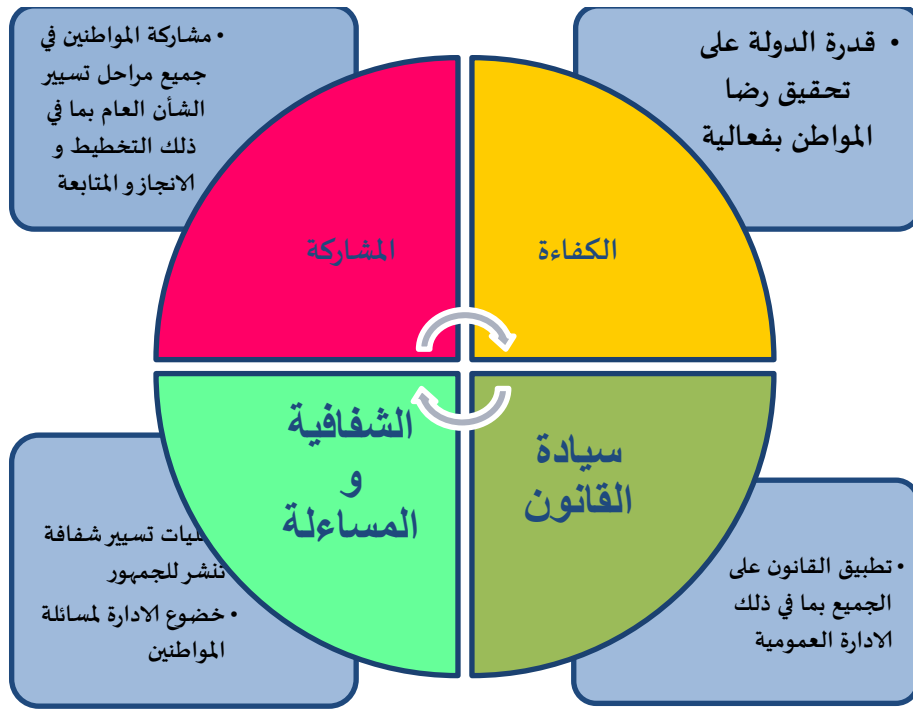 • قدرة الدولة على
تحقيق رضا
المواطن بفعالية
• مشاركة المواطنين في
جميع مراحل تسيير
الشأن العام بما في
ذلك التخطيط و
الانجاز و المتابعة
الكفاءة
المشاركة
سيادة
القانون
الشفافية
و
المساءلة
• تطبيق القانون على
الجميع بما في ذلك
الادارة العمومية
تسيير شفافة
تنشر للجمهور
• خضوع الادارة لمسائلة
المواطنين